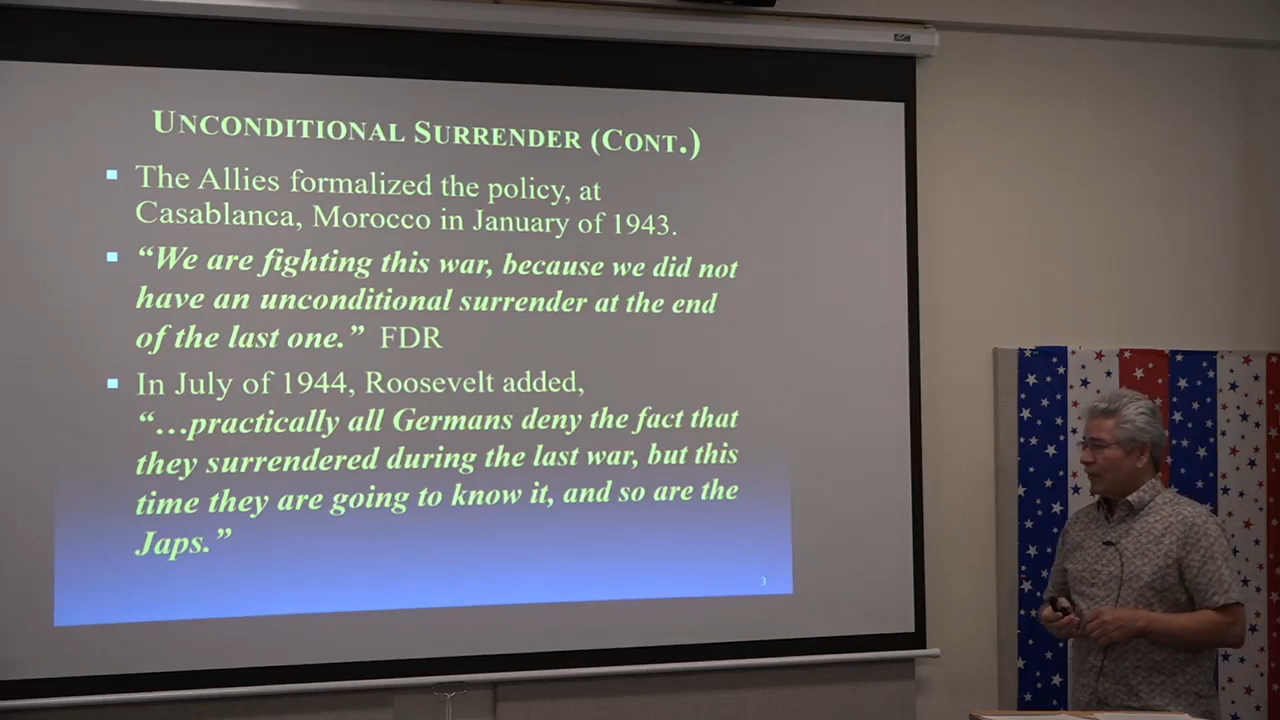 UNCONDITIONAL SURRENDER (CONT.)
▪ The Allies formalized the policy, at
Casablanca, Morocco in January of 1943.
▪ “We are fighting this war, because we did not
have an unconditional surrender at the end
of the last one.” FDR
▪ In July of 1944, Roosevelt added,
“…practically all Germans deny the fact that
they surrendered during the last war, but this
time they are going to know it, and so are the
Japs.”
3